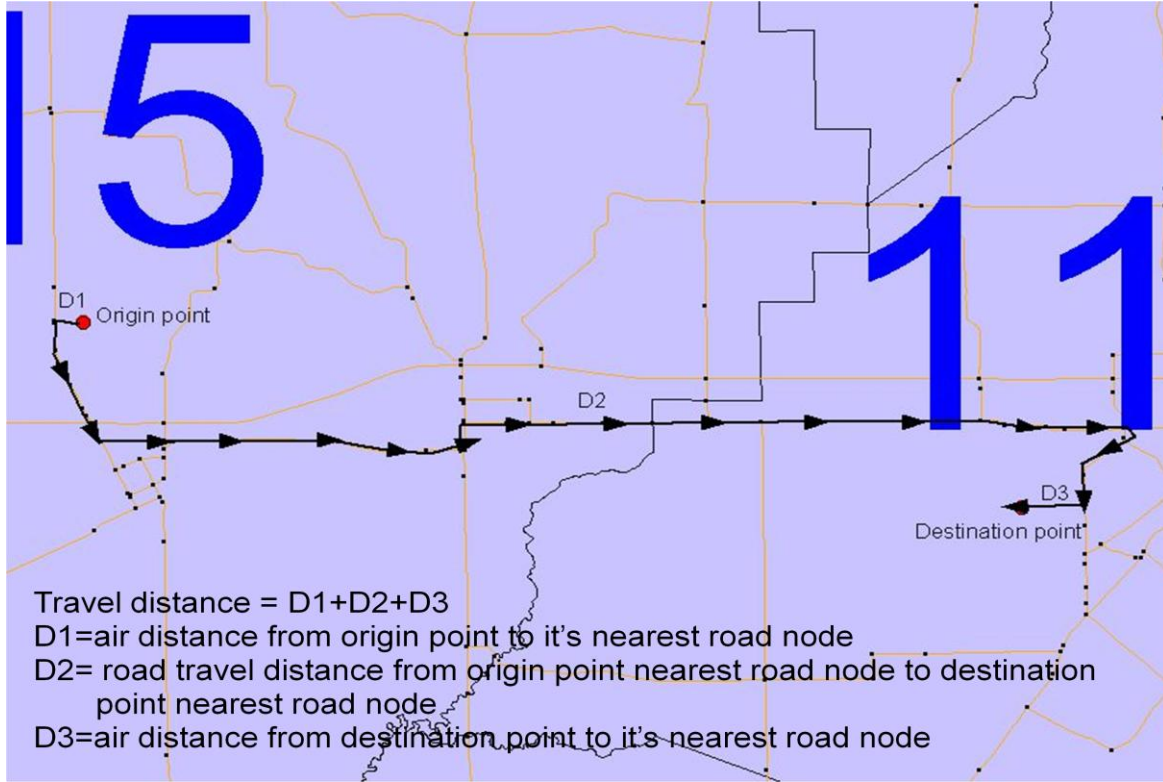 15
11
D1
Origin point
D2
D3
Destination point
Travel distance = D1+D2+D3
D1=air distance from origin point to it's nearest road node
D2= road travel distance from origin point nearest road node to destination
point nearest road node
D3=air distance from destination point to it's nearest road node